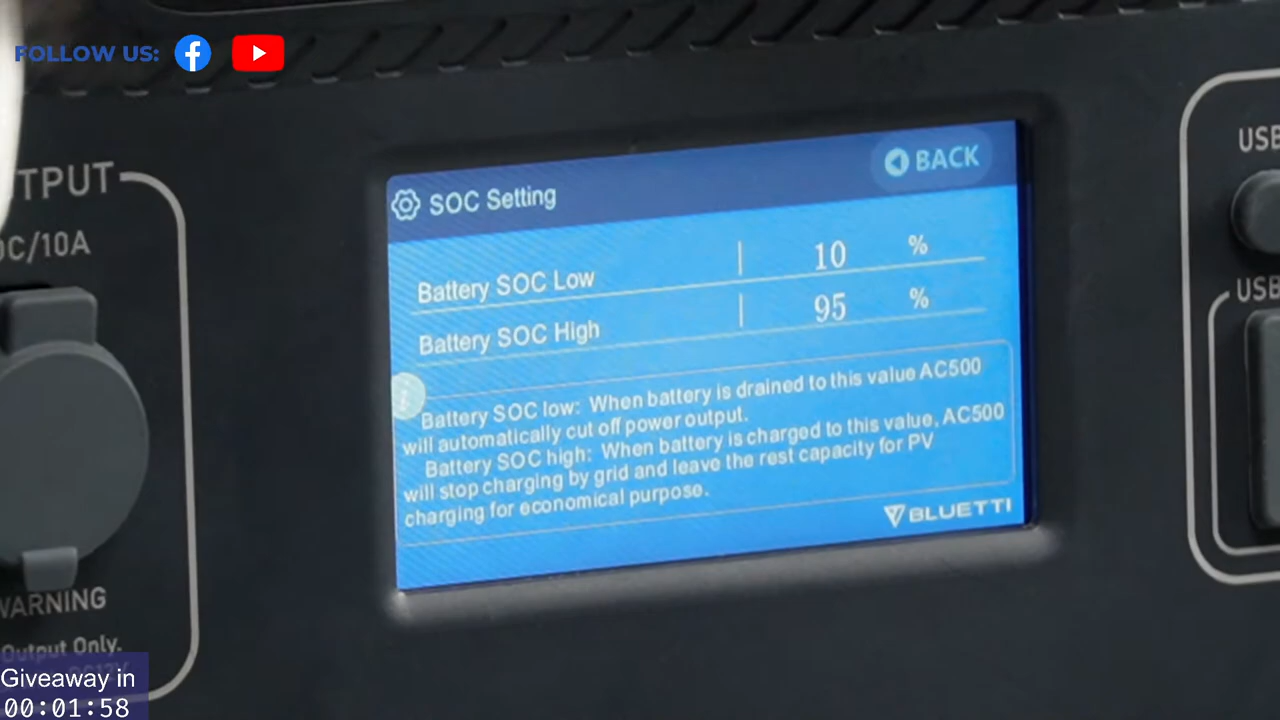 FOLLOW US:
TPUT
DC/10A
WARNING
Output Only.
Giveaway in
00:01:58
SOC Setting
BACK
Battery SOC Low | 10 %
Battery SOC High | 95 %
Battery SOC low: When battery is drained to this value AC500
will automatically cut off power output.
Battery SOC high: When battery is charged to this value, AC500
will stop charging by grid and leave the rest capacity for PV
charging for economical purpose.
BLUETTI
USB
USB